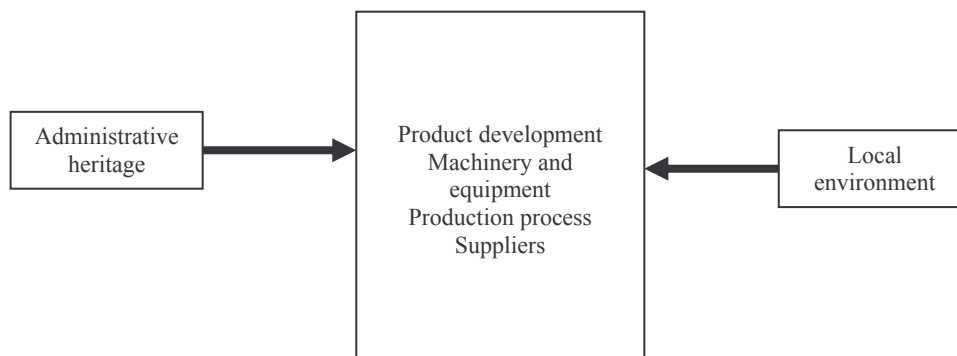 Administrative
heritage
Product development
Machinery and
equipment
Production process
Suppliers
Local
environment